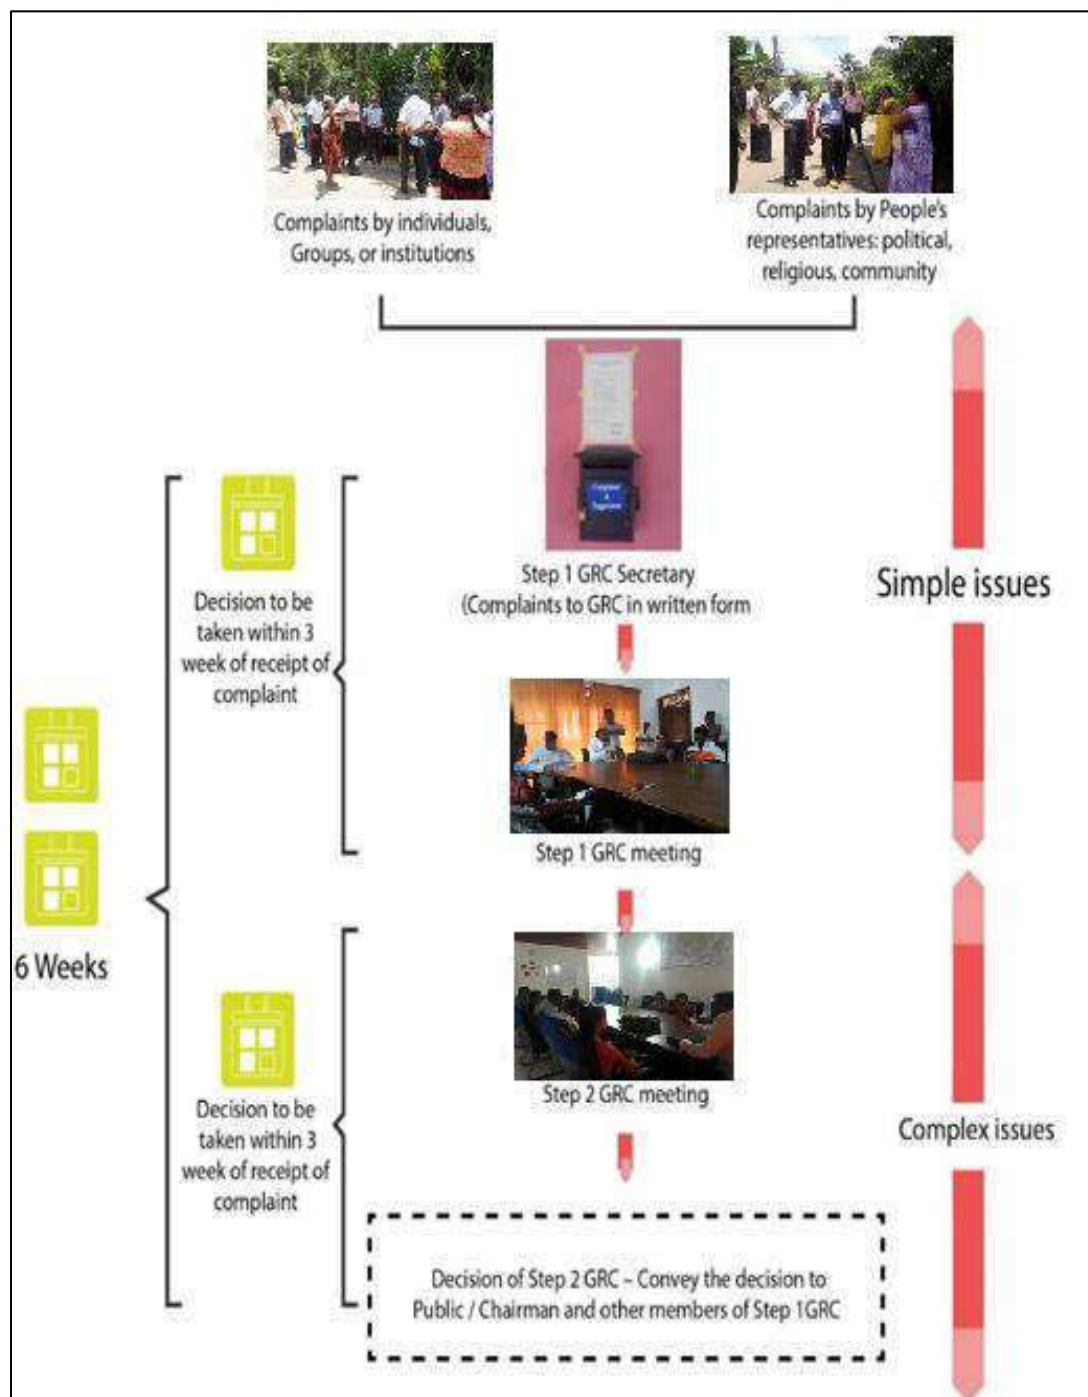 Complaints by individuals,
Groups, or institutions
Complaints by People's
representatives: political,
religious, community
Step 1 GRC Secretary
(Complaints to GRC in written form
Simple issues
Decision to be
taken within 3
week of receipt of
complaint
Step 1 GRC meeting
6 Weeks
Step 2 GRC meeting
Decision to be
taken within 3
week of receipt of
complaint
Complex issues
Decision of Step 2 GRC – Convey the decision to
Public / Chairman and other members of Step 1GRC